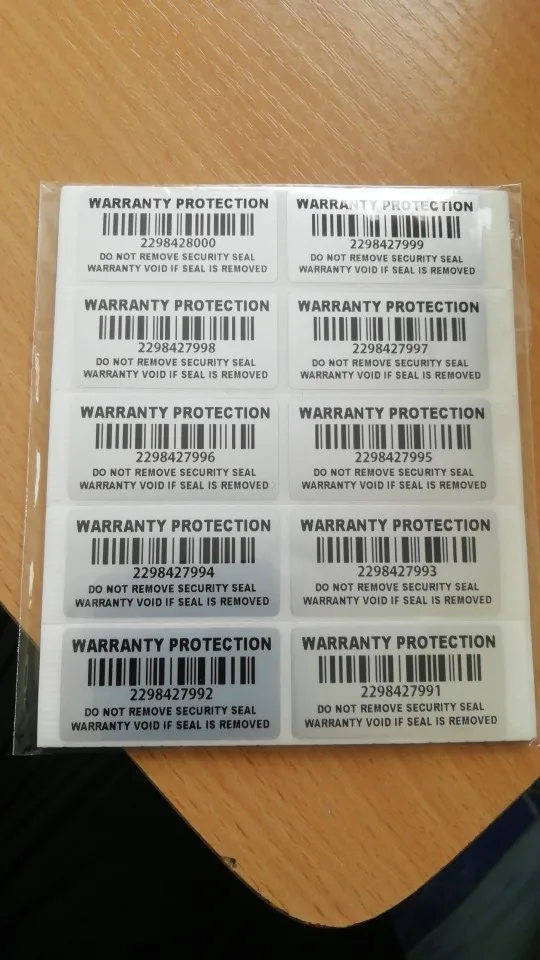 WARRANTY PROTECTION
2298428000
DO NOT REMOVE SECURITY SEAL
WARRANTY VOID IF SEAL IS REMOVED
WARRANTY PROTECTION
2298427999
DO NOT REMOVE SECURITY SEAL
WARRANTY VOID IF SEAL IS REMOVED
WARRANTY PROTECTION
2298427998
DO NOT REMOVE SECURITY SEAL
WARRANTY VOID IF SEAL IS REMOVED
WARRANTY PROTECTION
2298427997
DO NOT REMOVE SECURITY SEAL
WARRANTY VOID IF SEAL IS REMOVED
WARRANTY PROTECTION
2298427996
DO NOT REMOVE SECURITY SEAL
WARRANTY VOID IF SEAL IS REMOVED
WARRANTY PROTECTION
2298427995
DO NOT REMOVE SECURITY SEAL
WARRANTY VOID IF SEAL IS REMOVED
WARRANTY PROTECTION
2298427994
DO NOT REMOVE SECURITY SEAL
WARRANTY VOID IF SEAL IS REMOVED
WARRANTY PROTECTION
2298427993
DO NOT REMOVE SECURITY SEAL
WARRANTY VOID IF SEAL IS REMOVED
WARRANTY PROTECTION
2298427992
DO NOT REMOVE SECURITY SEAL
WARRANTY VOID IF SEAL IS REMOVED
WARRANTY PROTECTION
2298427991
DO NOT REMOVE SECURITY SEAL
WARRANTY VOID IF SEAL IS REMOVED